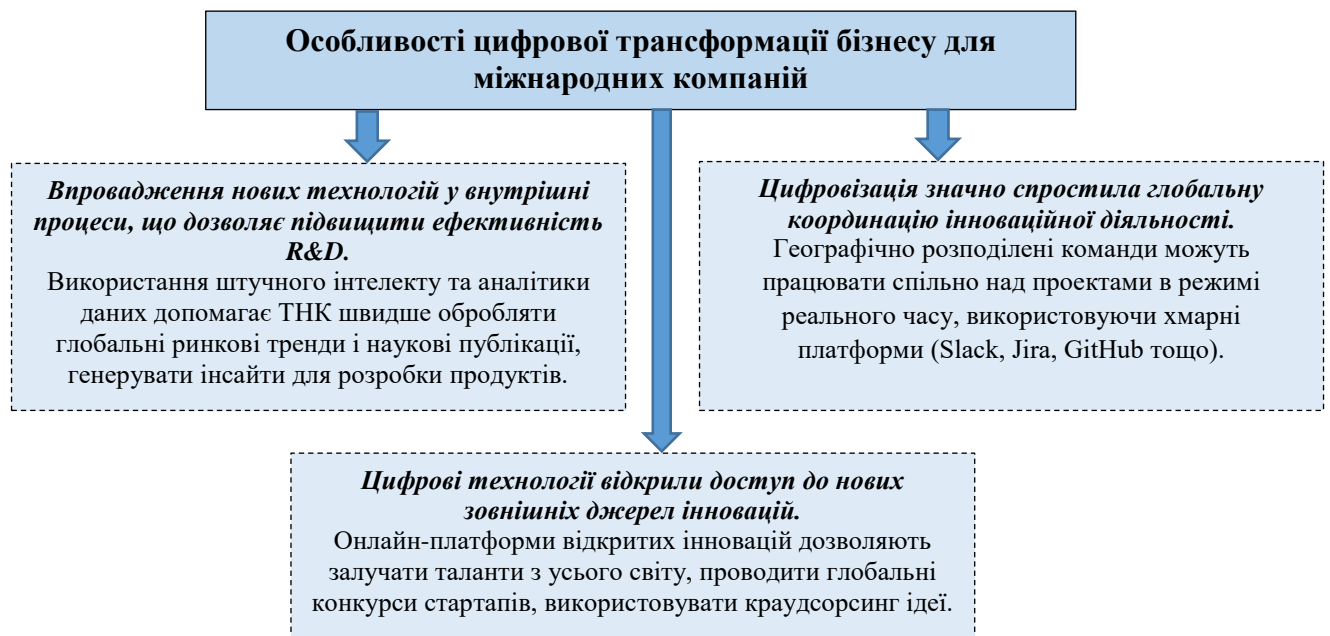 Особливості цифрової трансформації бізнесу для
міжнародних компаній
Впровадження нових технологій у внутрішні
процеси, що дозволяє підвищити ефективність
R&D.
Використання штучного інтелекту та аналітики
даних допомагає ТНК швидше обробляти
глобальні ринкові тренди і наукові публікації,
генерувати інсайти для розробки продуктів.
Цифровізація значно спростила глобальну
координацію інноваційної діяльності.
Географічно розподілені команди можуть
працювати спільно над проектами в режимі
реального часу, використовуючи хмарні
платформи (Slack, Jira, GitHub тощо).
Цифрові технології відкрили доступ до нових
зовнішніх джерел інновацій.
Онлайн-платформи відкритих інновацій дозволяють
залучати таланти з усього світу, проводити глобальні
конкурси стартапів, використовувати краудсорсинг ідеї.